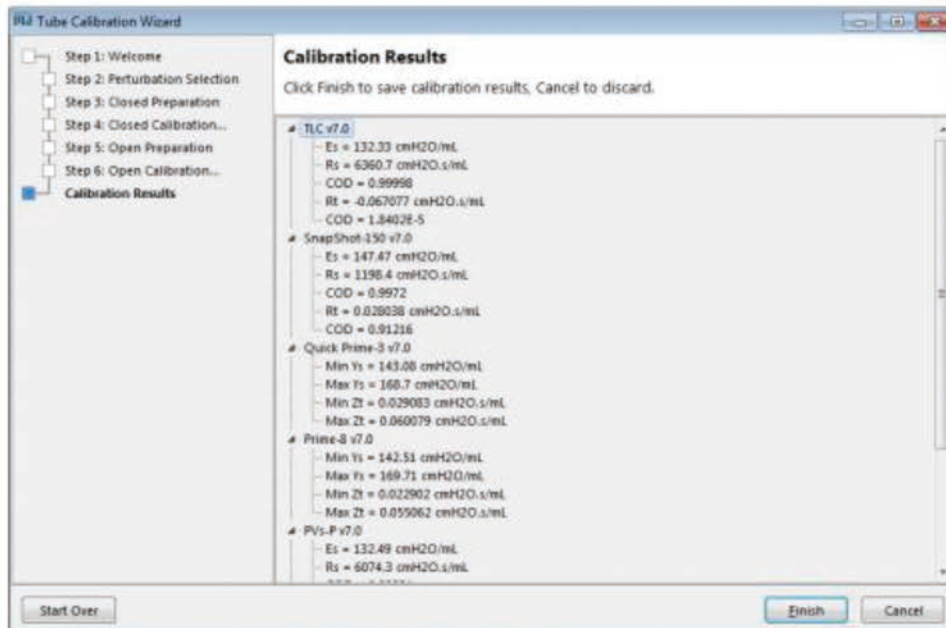 Tube Calibration Wizard
Step 1: Welcome
Step 2: Perturbation Selection
Step 3: Closed Preparation
Step 4: Closed Calibration...
Step 5: Open Preparation
Step 6: Open Calibration...
Calibration Results
Calibration Results
Click Finish to save calibration results, Cancel to discard.
TLC v7.0
Es = 132.33 cmH2O/mL
Rs = 6360.7 cmH2O.s/mL
COD = 0.99998
Rt = -0.067077 cmH2O.s/mL
COD = 1.8402E-5
SnapShot-150 v7.0
Es = 147.47 cmH2O/mL
Rs = 1198.4 cmH2O.s/mL
COD = 0.9972
Rt = 0.028038 cmH2O.s/mL
COD = 0.91216
Quick Prime-3 v7.0
Min Ys = 143.08 cmH2O/mL
Max Ys = 168.7 cmH2O/mL
Min Zt = 0.029083 cmH2O.s/mL
Max Zt = 0.060079 cmH2O.s/mL
Prime-8 v7.0
Min Ys = 142.51 cmH2O/mL
Max Ys = 169.71 cmH2O/mL
Min Zt = 0.022902 cmH2O.s/mL
Max Zt = 0.055062 cmH2O.s/mL
PVs-P v7.0
Es = 132.49 cmH2O/mL
Rs = 6074.3 cmH2O.s/mL
Start Over
Finish
Cancel